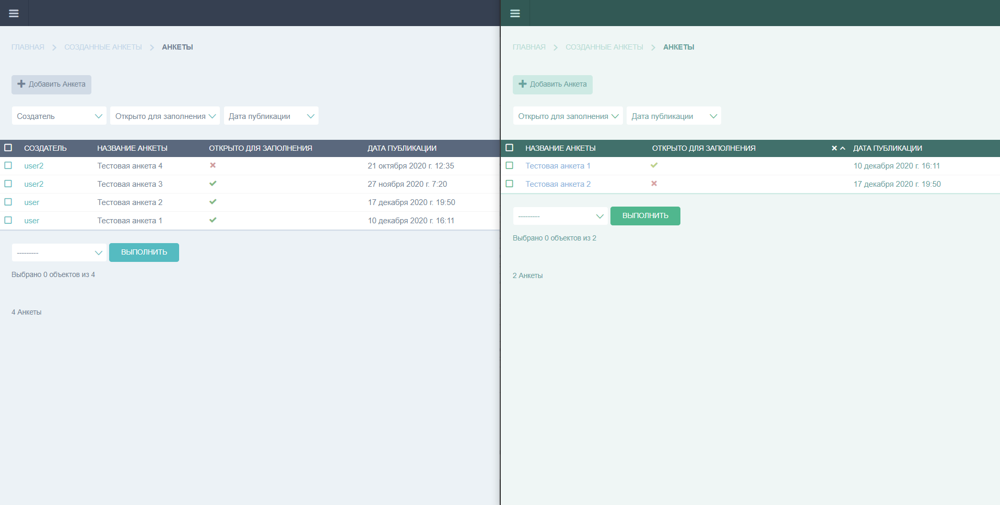 ГЛАВНАЯ СОЗДАННЫЕ АНКЕТЫ АНКЕТЫ
Добавить Анкета
Создатель Открыто для заполнения Дата публикации
СОЗДАТЕЛЬ НАЗВАНИЕ АНКЕТЫ ОТКРЫТО ДЛЯ ЗАПОЛНЕНИЯ ДАТА ПУБЛИКАЦИИ
user2 Тестовая анкета 4 21 октября 2020 г. 12:35
user2 Тестовая анкета 3 27 ноября 2020 г. 7:20
user Тестовая анкета 2 17 декабря 2020 г. 19:50
user Тестовая анкета 1 10 декабря 2020 г. 16:11
--------- ВЫПОЛНИТЬ
Выбрано 0 объектов из 4
4 Анкеты
ГЛАВНАЯ СОЗДАННЫЕ АНКЕТЫ АНКЕТЫ
Добавить Анкета
Открыто для заполнения Дата публикации
НАЗВАНИЕ АНКЕТЫ ОТКРЫТО ДЛЯ ЗАПОЛНЕНИЯ ДАТА ПУБЛИКАЦИИ
Тестовая анкета 1 10 декабря 2020 г. 16:11
Тестовая анкета 2 17 декабря 2020 г. 19:50
--------- ВЫПОЛНИТЬ
Выбрано 0 объектов из 2
2 Анкеты